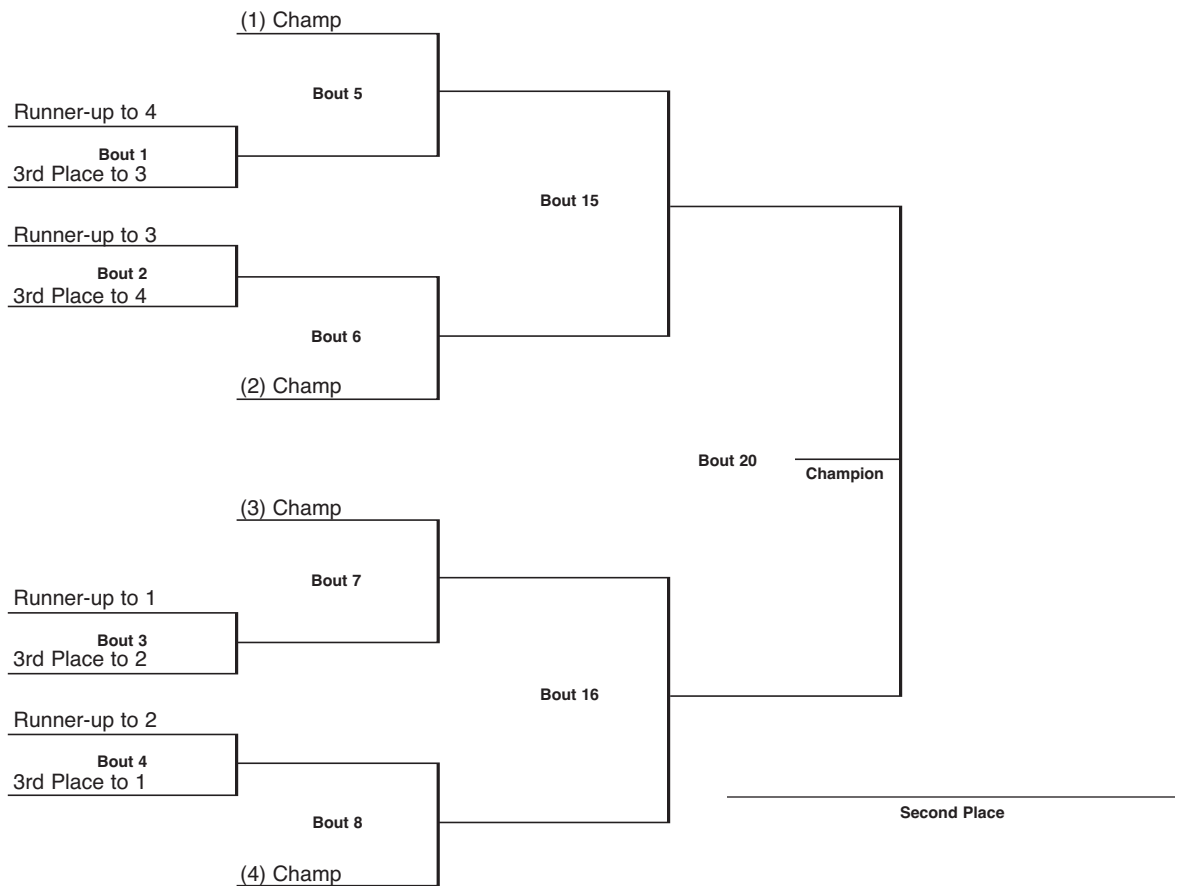 (1) Champ
Bout 5
Runner-up to 4
Bout 1
3rd Place to 3
Bout 15
Runner-up to 3
Bout 2
3rd Place to 4
Bout 6
(2) Champ
Bout 20
Champion
(3) Champ
Bout 7
Runner-up to 1
Bout 3
3rd Place to 2
Bout 16
Runner-up to 2
Bout 4
3rd Place to 1
Second Place
Bout 8
(4) Champ